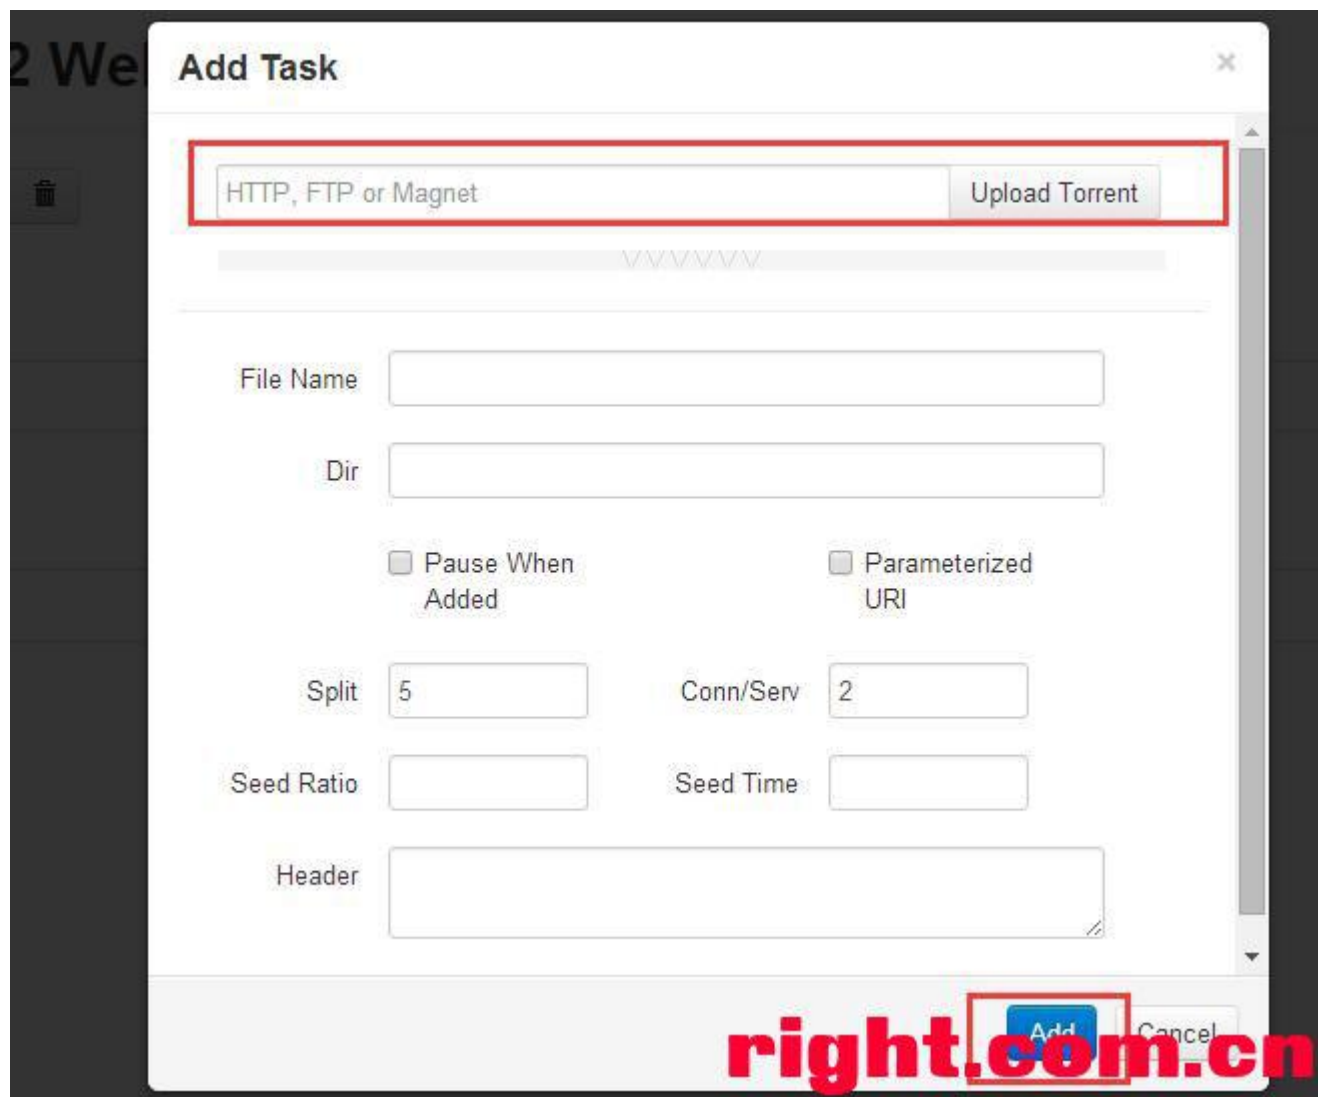 2 We
Add Task
×
HTTP, FTP or Magnet
Upload Torrent
File Name
Dir
Pause When
Added
Parameterized
URI
Split
5
Conn/Serv
2
Seed Ratio
Seed Time
Header
Add
Cancel
right.com.cn